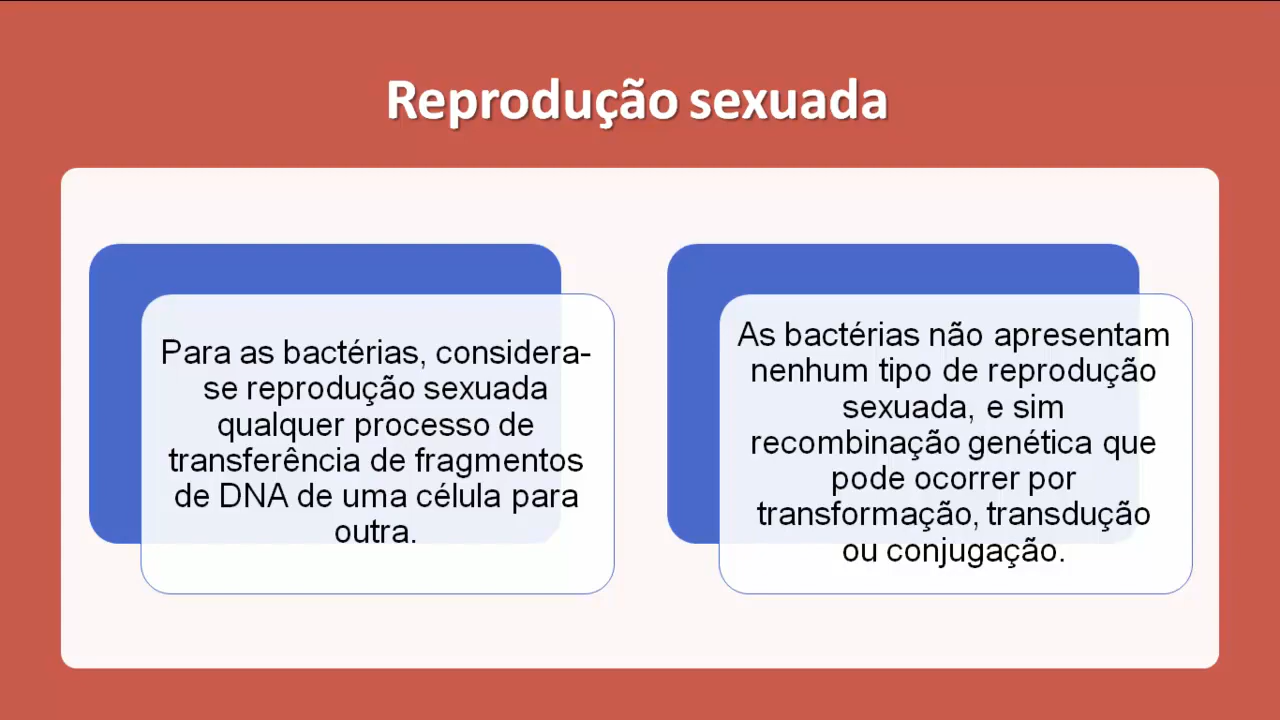 Reprodução sexuada
Para as bactérias, considera-
se reprodução sexuada
qualquer processo de
transferência de fragmentos
de DNA de uma célula para
outra.
As bactérias não apresentam
nenhum tipo de reprodução
sexuada, e sim
recombinação genética que
pode ocorrer por
transformação, transdução
ou conjugação.